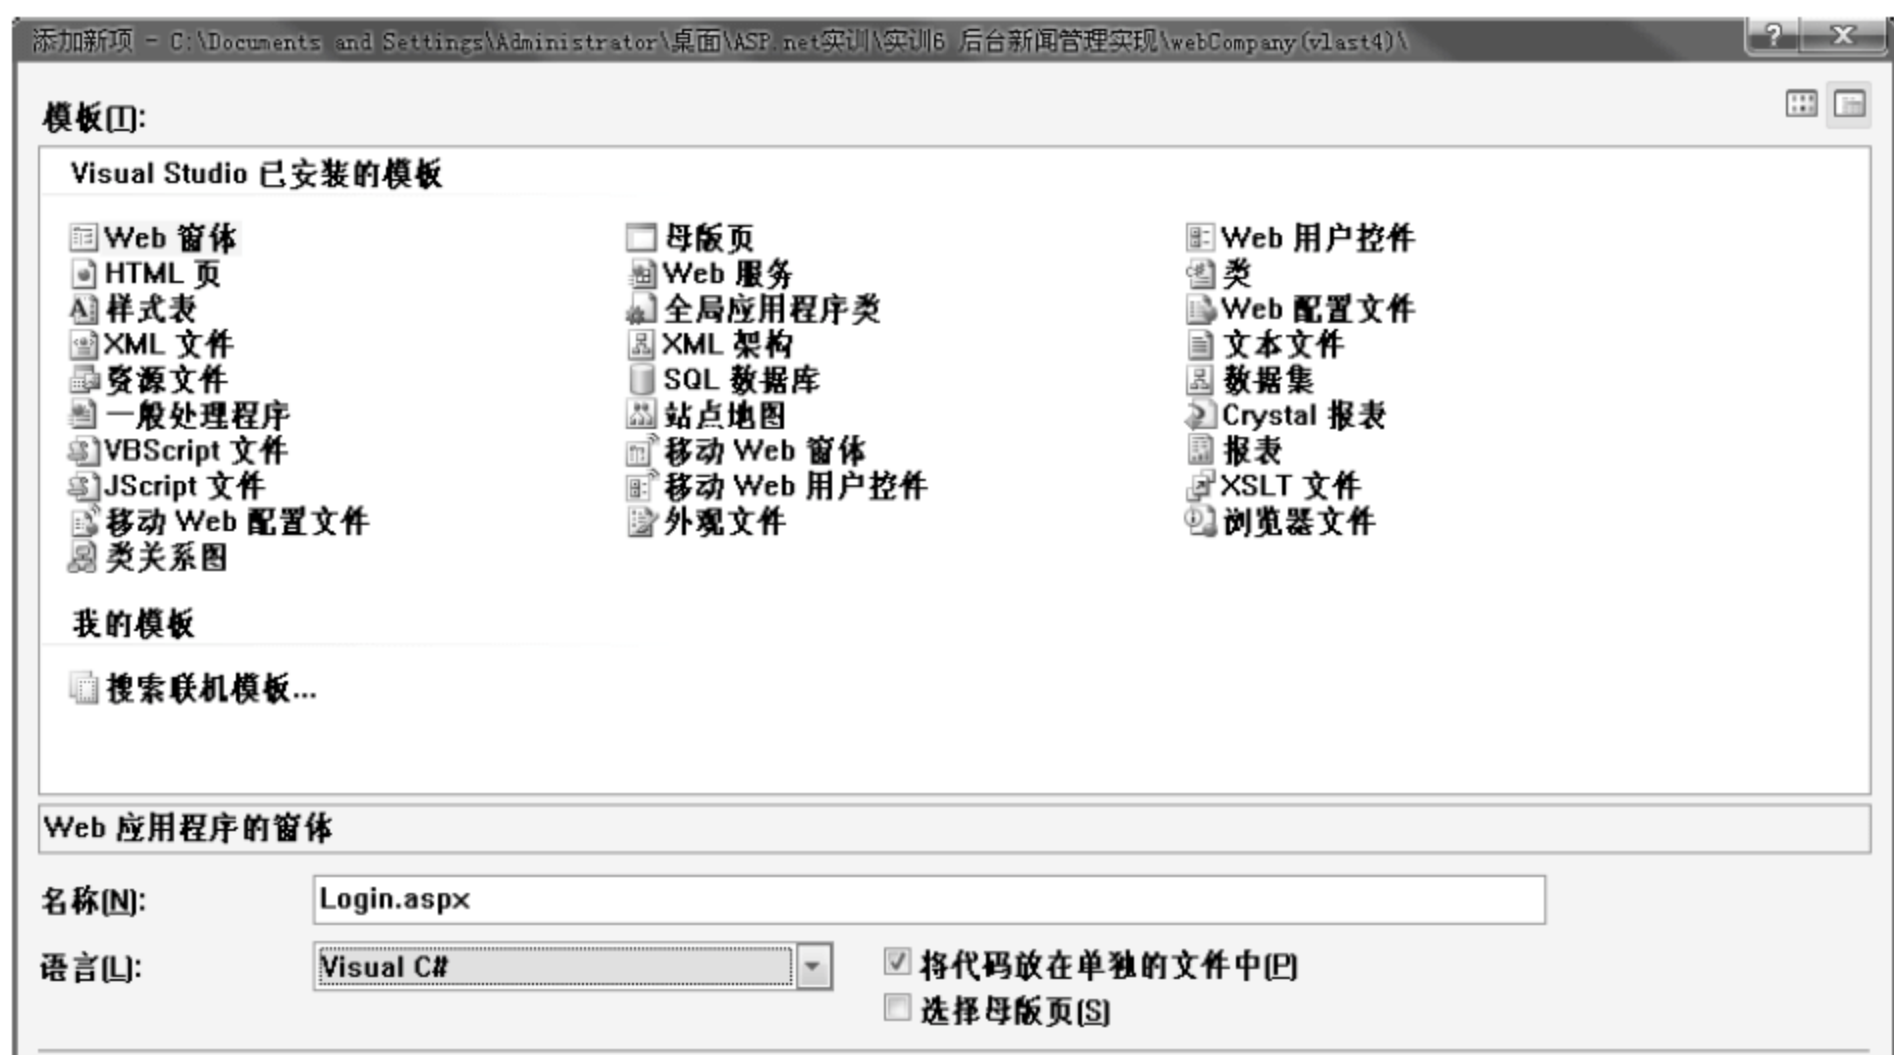 添加新项 - C:\Documents and Settings\Administrator\桌面\ASP.net实训\实训6 后台新闻管理实现\webCompany(vlast4)\
模板(T):
Visual Studio 已安装的模板
Web 窗体 母版页 Web 用户控件
HTML 页 Web 服务 类
样式表 全局应用程序类 Web 配置文件
XML 文件 XML 架构 文本文件
资源文件 SQL 数据库 数据集
一般处理程序 站点地图 Crystal 报表
VBScript 文件 移动 Web 窗体 报表
JScript 文件 移动 Web 用户控件 XSLT 文件
移动 Web 配置文件 外观文件 浏览器文件
类关系图
我的模板
搜索联机模板...
Web 应用程序的窗体
名称(N): Login.aspx
语言(L): Visual C# 将代码放在单独的文件中(P)
选择母版页(S)